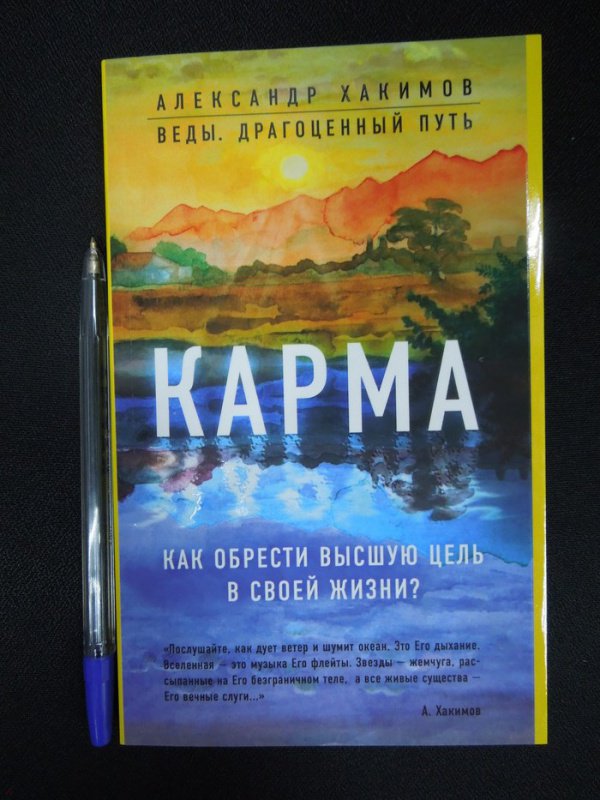 АЛЕКСАНДР ХАКИМОВ
ВЕДЫ. ДРАГОЦЕННЫЙ ПУТЬ
КАРМА
КАК ОБРЕСТИ ВЫСШУЮ ЦЕЛЬ
В СВОЕЙ ЖИЗНИ?
«Послушайте, как дует ветер и шумит океан. Это Его дыхание.
Вселенная — это музыка Его флейты. Звезды — жемчуга, рас-
сыпанные на Его безграничном теле, а все живые существа —
Его вечные слуги...»
А. Хакимов